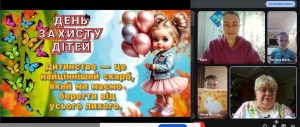 ДЕНЬ
ЗАХИСТУ
ДІТЕЙ
Дитинство — це
найцінніший скарб,
який ми маємо
берегти від
усього лихого.